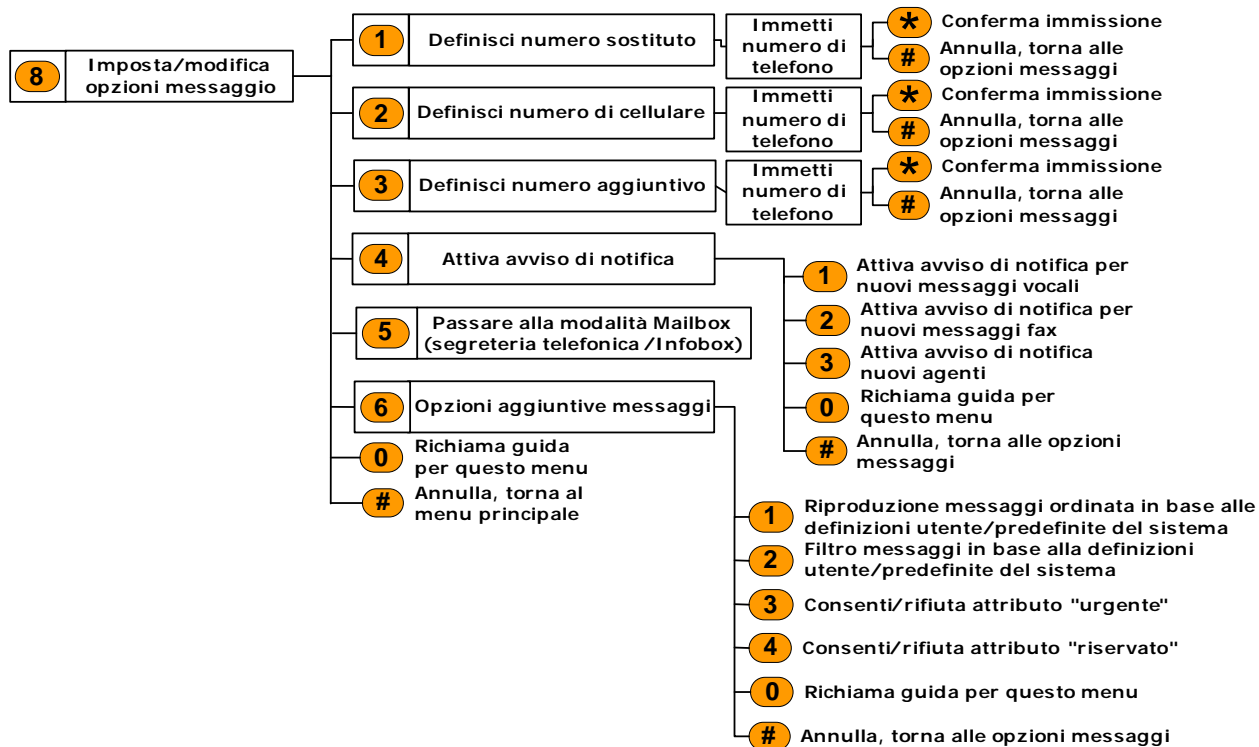 8 Imposta/modifica
opzioni messaggio
1 Definisci numero sostituto
Immetti
numero di
telefono
* Conferma immissione
# Annulla, torna alle
opzioni messaggi
2 Definisci numero di cellulare
Immetti
numero di
telefono
* Conferma immissione
# Annulla, torna alle
opzioni messaggi
3 Definisci numero aggiuntivo
Immetti
numero di
telefono
* Conferma immissione
# Annulla, torna alle
opzioni messaggi
4 Attiva avviso di notifica
1 Attiva avviso di notifica per
nuovi messaggi vocali
2 Attiva avviso di notifica per
nuovi messaggi fax
3 Attiva avviso di notifica
nuovi agenti
0 Richiama guida per
questo menu
# Annulla, torna alle opzioni
messaggi
5 Passare alla modalità Mailbox
(segreteria telefonica/Infobox)
6 Opzioni aggiuntive messaggi
1 Riproduzione messaggi ordinata in base alle
definizioni utente/predefinite del sistema
2 Filtro messaggi in base alla definizioni
utente/predefinite del sistema
3 Consenti/rifiuta attributo "urgente"
4 Consenti/rifiuta attributo "riservato"
0 Richiama guida per questo menu
# Annulla, torna alle opzioni messaggi
0 Richiama guida
per questo menu
# Annulla, torna al
menu principale